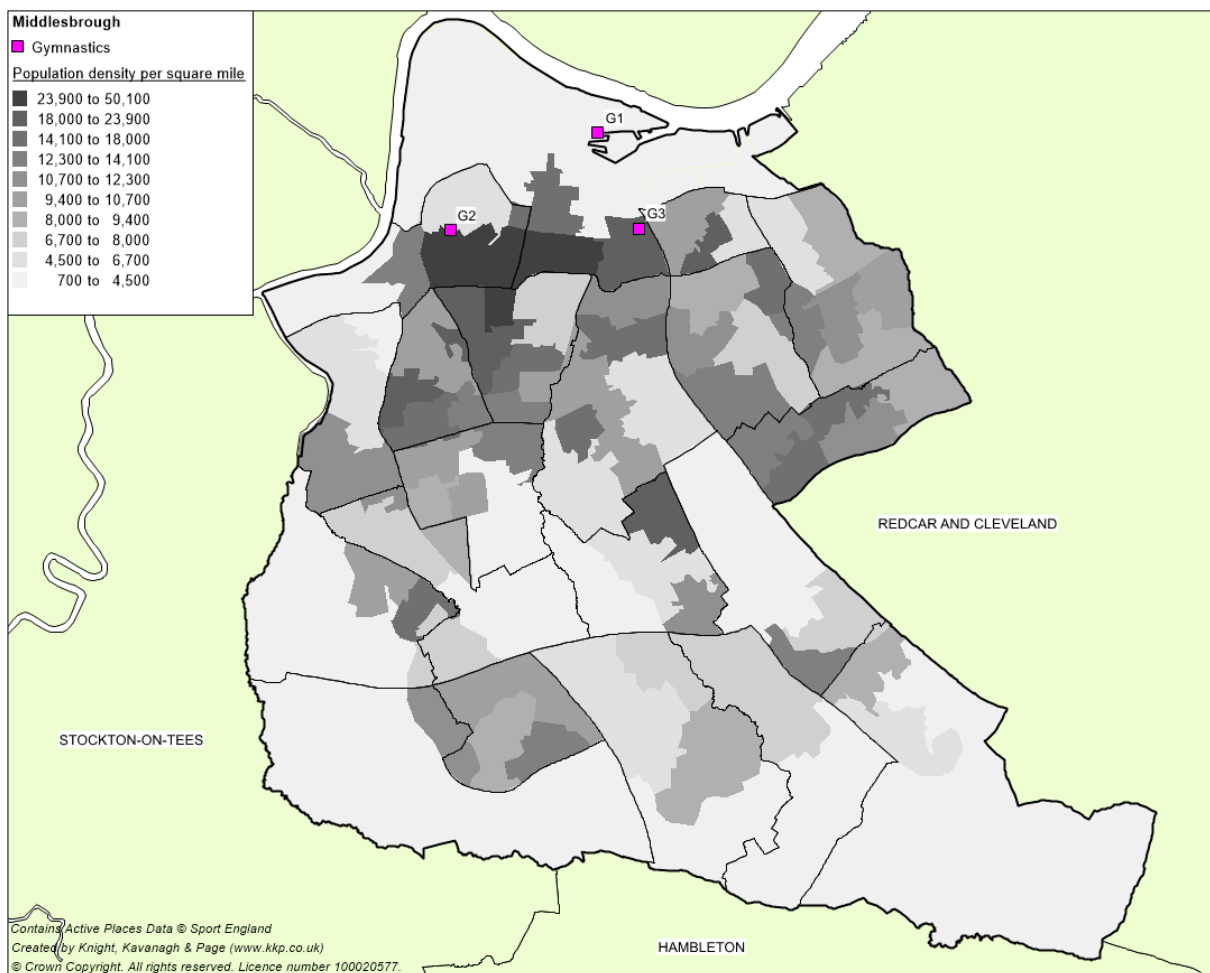 Middlesbrough
Gymnastics
Population density per square mile
23,900 to 50,100
18,000 to 23,900
14,100 to 18,000
12,300 to 14,100
10,700 to 12,300
9,400 to 10,700
8,000 to 9,400
6,700 to 8,000
4,500 to 6,700
700 to 4,500
G1
G2
G3
REDCAR AND CLEVELAND
STOCKTON-ON-TEES
HAMBLETON
Contains Active Places Data © Sport England
Created by Knight, Kavanagh & Page (www.kkp.co.uk)
© Crown Copyright. All rights reserved. Licence number 100020577.